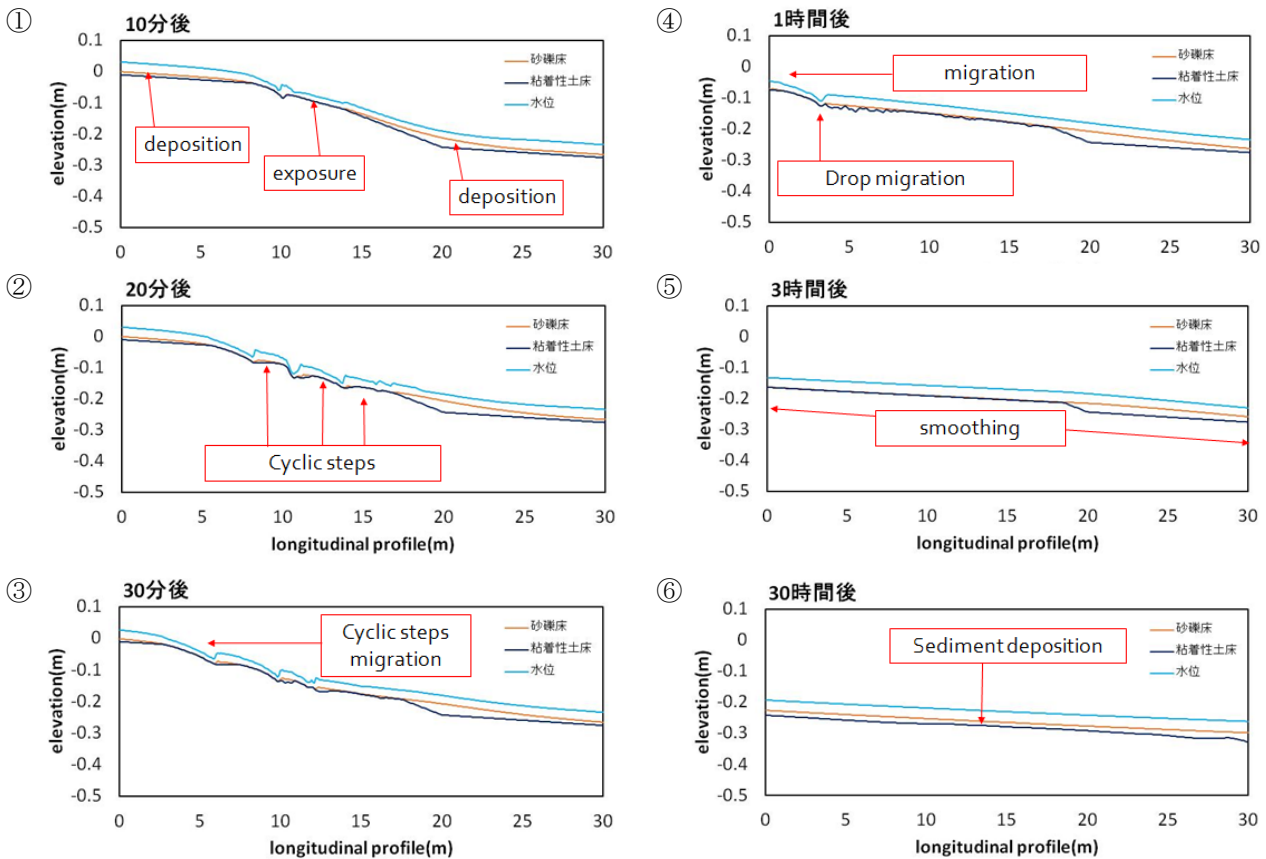 ①
10分後
0.1
0
-0.1
-0.2
-0.3
-0.4
-0.5
elevation(m)
砂礫床
粘着性土床
水位
deposition
exposure
deposition
0 5 10 15 20 25 30
②
20分後
0.1
0
-0.1
-0.2
-0.3
-0.4
-0.5
elevation(m)
砂礫床
粘着性土床
水位
Cyclic steps
0 5 10 15 20 25 30
longitudinal profile(m)
③
30分後
0.1
0
-0.1
-0.2
-0.3
-0.4
-0.5
elevation(m)
砂礫床
粘着性土床
水位
Cyclic steps
migration
0 5 10 15 20 25 30
longitudinal profile(m)
④
1時間後
0.1
0
-0.1
-0.2
-0.3
-0.4
-0.5
elevation(m)
砂礫床
粘着性土床
水位
migration
Drop migration
0 5 10 15 20 25 30
⑤
3時間後
0.1
0
-0.1
-0.2
-0.3
-0.4
-0.5
elevation(m)
砂礫床
粘着性土床
水位
smoothing
0 5 10 15 20 25 30
longitudinal profile(m)
⑥
30時間後
0.1
0
-0.1
-0.2
-0.3
-0.4
-0.5
elevation(m)
砂礫床
粘着性土床
水位
Sediment deposition
0 5 10 15 20 25 30
longitudinal profile(m)